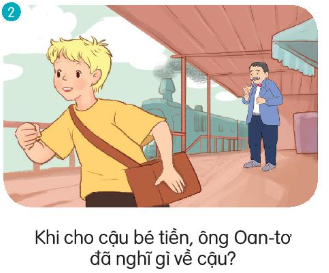 2
Khi cho cậu bé tiền, ông Oan-tơ
đã nghĩ gì về cậu?